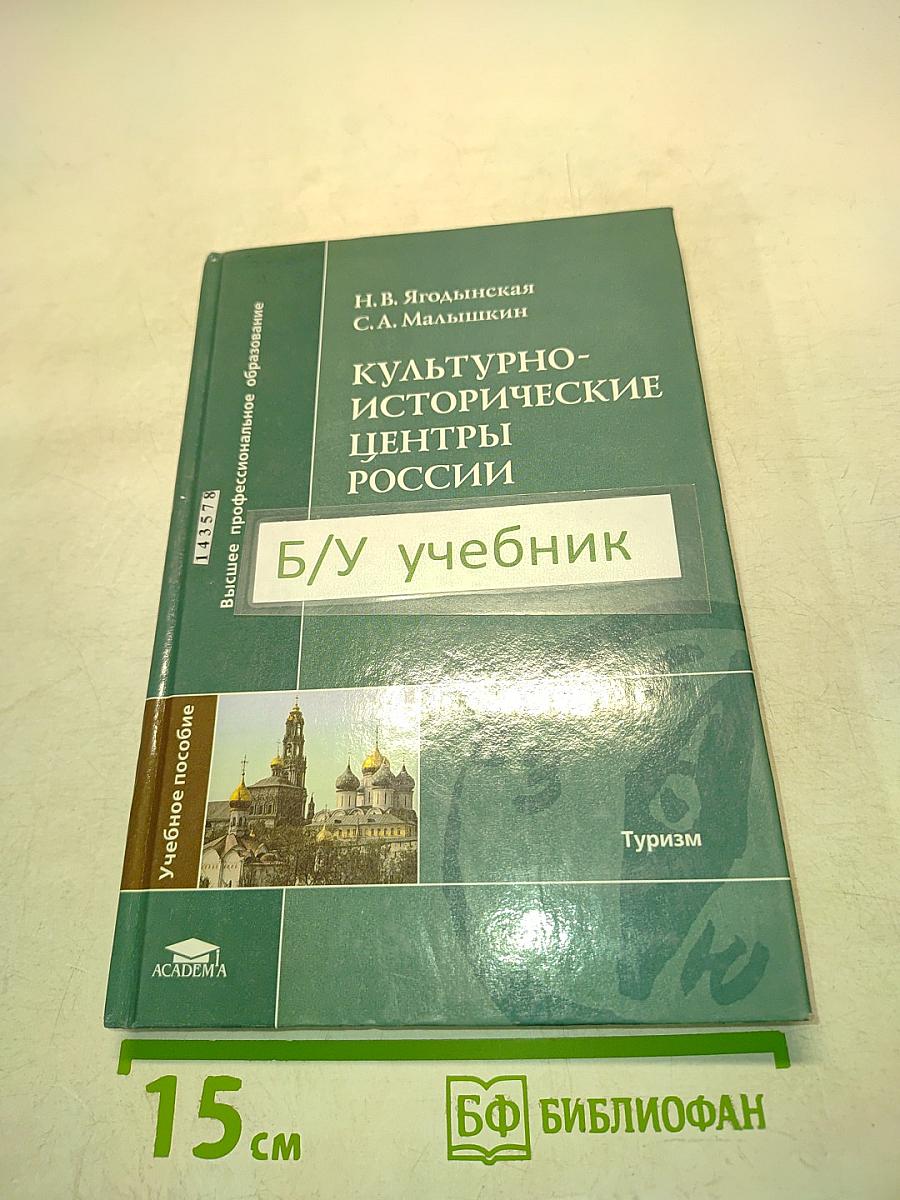 Н. В. Ягодынская
С. А. Малышкин
КУЛЬТУРНО-
ИСТОРИЧЕСКИЕ
ЦЕНТРЫ
РОССИИ
Высшее профессиональное образование
143578
Б/У учебник
Учебное пособие
Туризм
ACADEMA
15 см
БФ БИБЛИОФАН